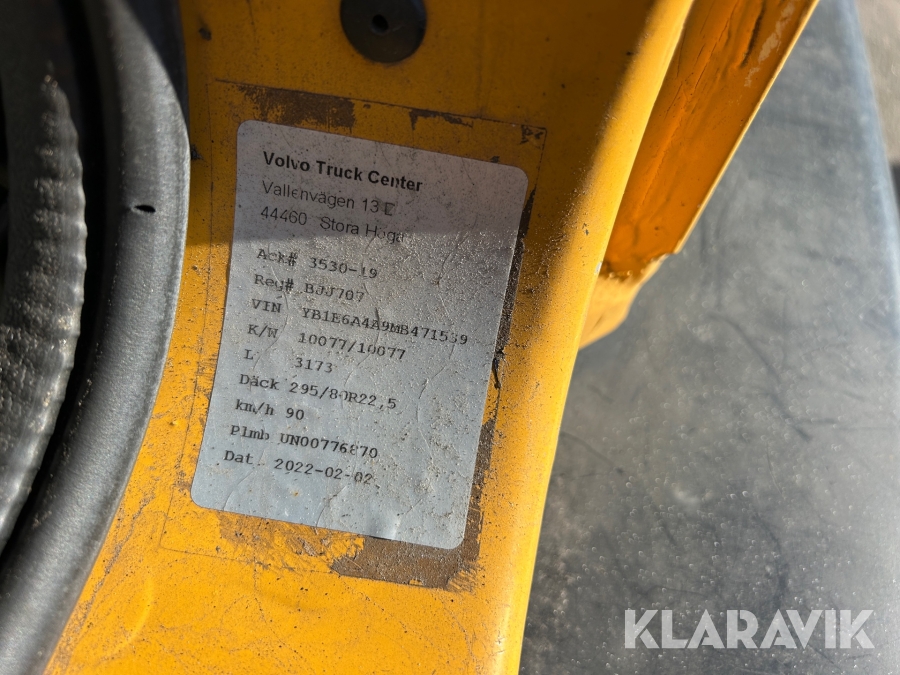 Volvo Truck Center
Vallenvägen 13 E
44460 Stora Höga
Ack# 3530-19
Reg# BJJ707
VIN YB1E6A4A9MB471559
K/W 10077/10077
L 3173
Däck 295/80R22,5
km/h 90
Plmb UN00776870
Dat 2022-02-02
KLARAVIK